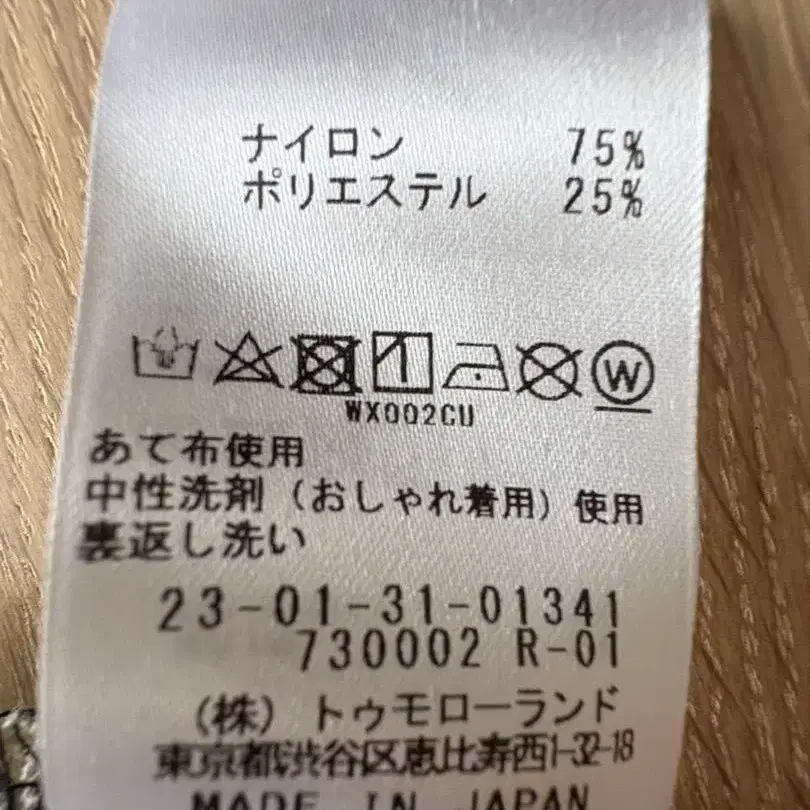 ナイロン 75%
ポリエステル 25%
W
WX002CU
あて布使用
中性洗剤(おしゃれ着用)使用
裏返し洗い
23-01-31-01341
730002 R-01
(株)トゥモローランド
東京都渋谷区恵比寿西1-32-18
MADE IN JAPAN